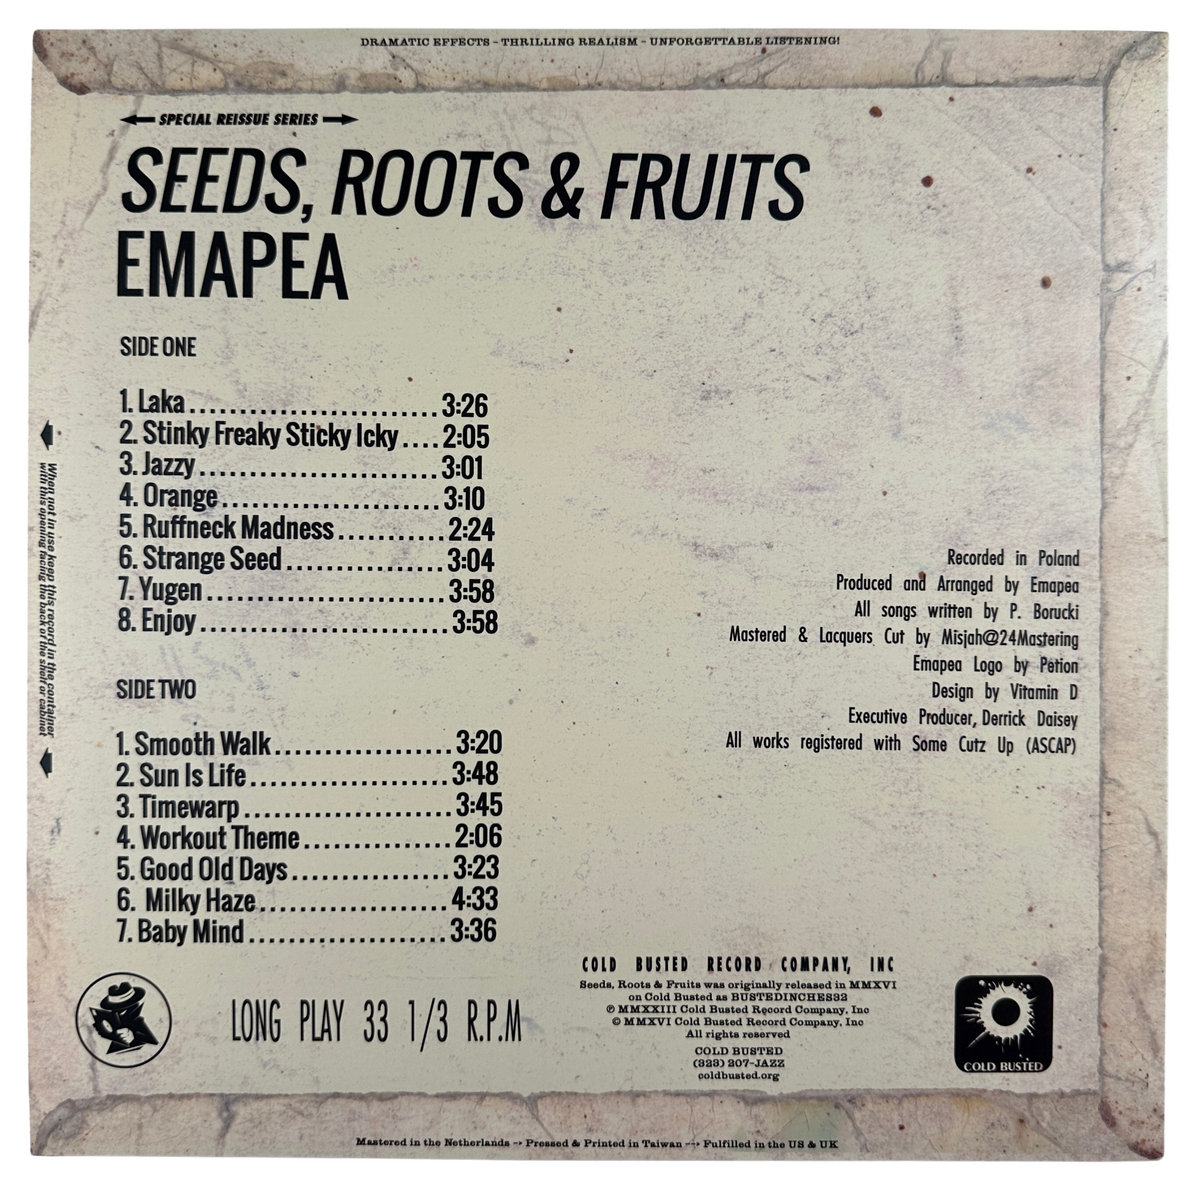 DRAMATIC EFFECTS - THRILLING REALISM - UNFORGETTABLE LISTENING!
SPECIAL REISSUE SERIES
SEEDS, ROOTS & FRUITS
EMAPEA
SIDE ONE
1. Laka........................3:26
2. Stinky Freaky Sticky Icky....2:05
3. Jazzy........................3:01
4. Orange......................3:10
5. Ruffneck Madness...........2:24
6. Strange Seed................3:04
7. Yugen........................3:58
8. Enjoy.........................3:58
SIDE TWO
1. Smooth Walk..................3:20
2. Sun Is Life....................3:48
3. Timewarp.....................3:45
4. Workout Theme...............2:06
5. Good Old Days................3:23
6. Milky Haze...................4:33
7. Baby Mind....................3:36
When not in use keep this record in the container
with this opening facing the back of the shelf or cabinet
Recorded in Poland
Produced and Arranged by Emapea
All songs written by P. Borucki
Mastered & Lacquers Cut by Misjah@24Mastering
Emapea Logo by Petion
Design by Vitamin D
Executive Producer, Derrick Daisey
All works registered with Some Cutz Up (ASCAP)
LONG PLAY 33 1/3 R.P.M
COLD BUSTED RECORD COMPANY, INC
Seeds, Roots & Fruits was originally released in MMXVI
on Cold Busted as BUSTEDINCHES32
℗ MMXXIII Cold Busted Record Company, Inc
© MMXVI Cold Busted Record Company, Inc
All rights reserved
COLD BUSTED
(323) 207-JAZZ
coldbusted.org
COLD BUSTED
Mastered in the Netherlands --> Pressed & Printed in Taiwan ---> Fulfilled in the US & UK